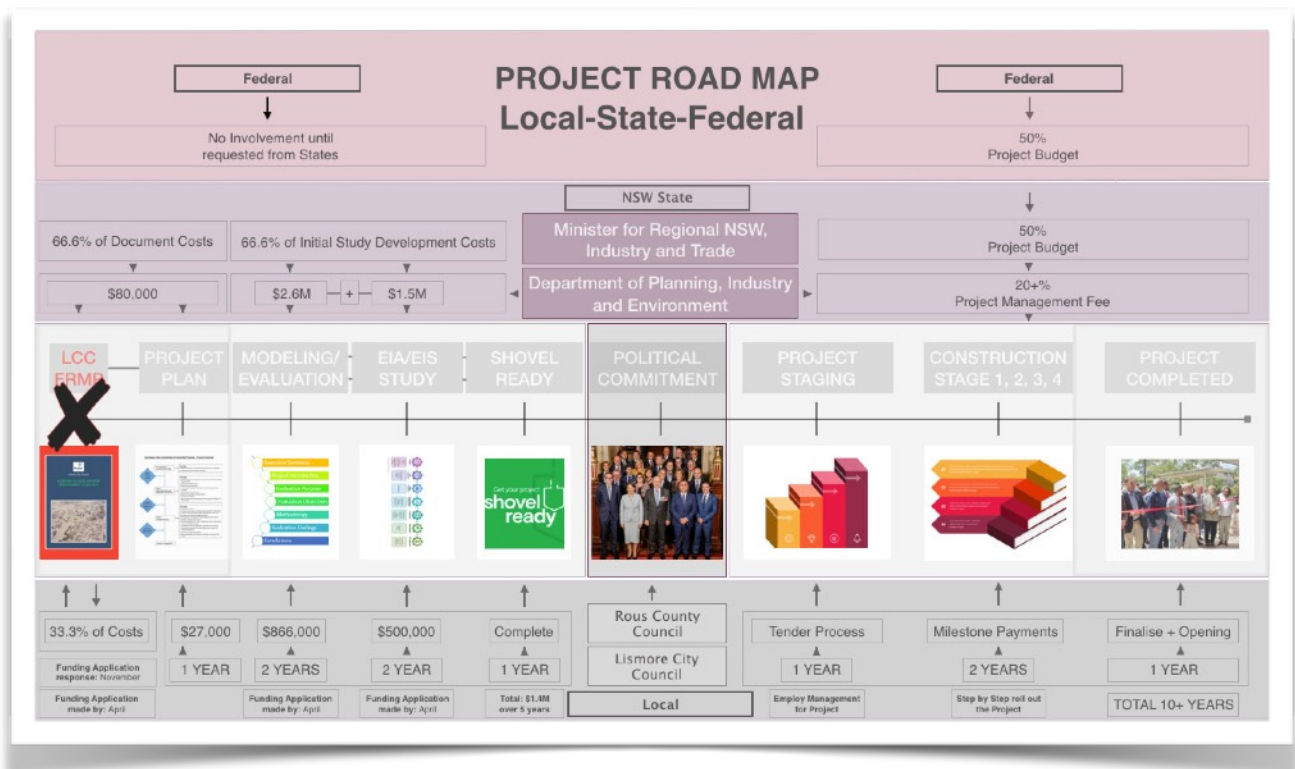 PROJECT ROAD MAP
Local-State-Federal
Federal
No Involvement until
requested from States
Federal
50%
Project Budget
NSW State
66.6% of Document Costs
66.6% of Initial Study Development Costs
Minister for Regional NSW,
Industry and Trade
50%
Project Budget
$80,000
$2.6M
+
$1.5M
Department of Planning, Industry
and Environment
20+%
Project Management Fee
LCC
FRMP
PROJECT
PLAN
MODELING/
EVALUATION
EIA/EIS
STUDY
SHOVEL
READY
POLITICAL
COMMITMENT
PROJECT
STAGING
CONSTRUCTION
STAGE 1, 2, 3, 4
PROJECT
COMPLETED
Methodology
Get your project
shovel
ready
33.3% of Costs
$27,000
$866,000
$500,000
Complete
Rous County
Council
Tender Process
Milestone Payments
Finalise + Opening
Funding Application
response: November
1 YEAR
2 YEARS
2 YEAR
1 YEAR
Lismore City
Council
1 YEAR
2 YEARS
1 YEAR
Funding Application
made by: April
Funding Application
made by: April
Funding Application
made by: April
Total: $1.4M
over 5 years
Local
Employ Management
for Project
Step by Step roll out
the Project
TOTAL 10+ YEARS